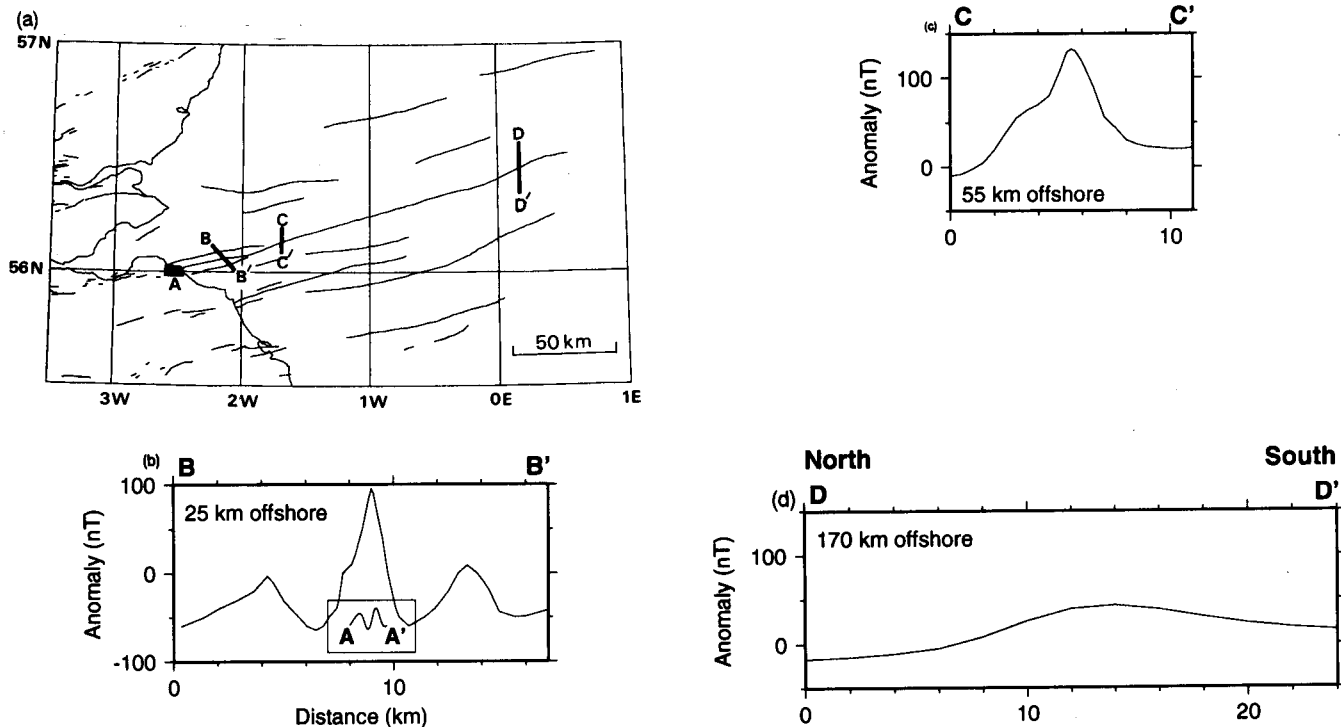 (a)
57N
56N
A
B
B′
C
C′
D
D′
50 km
3W 2W 1W 0E 1E
(b) B B'
Anomaly (nT)
100
0
-100
25 km offshore
A A'
0 10
Distance (km)
(c) C C'
Anomaly (nT)
100
0
55 km offshore
0 10
North South
(d) D D'
Anomaly (nT)
100
0
170 km offshore
10 20